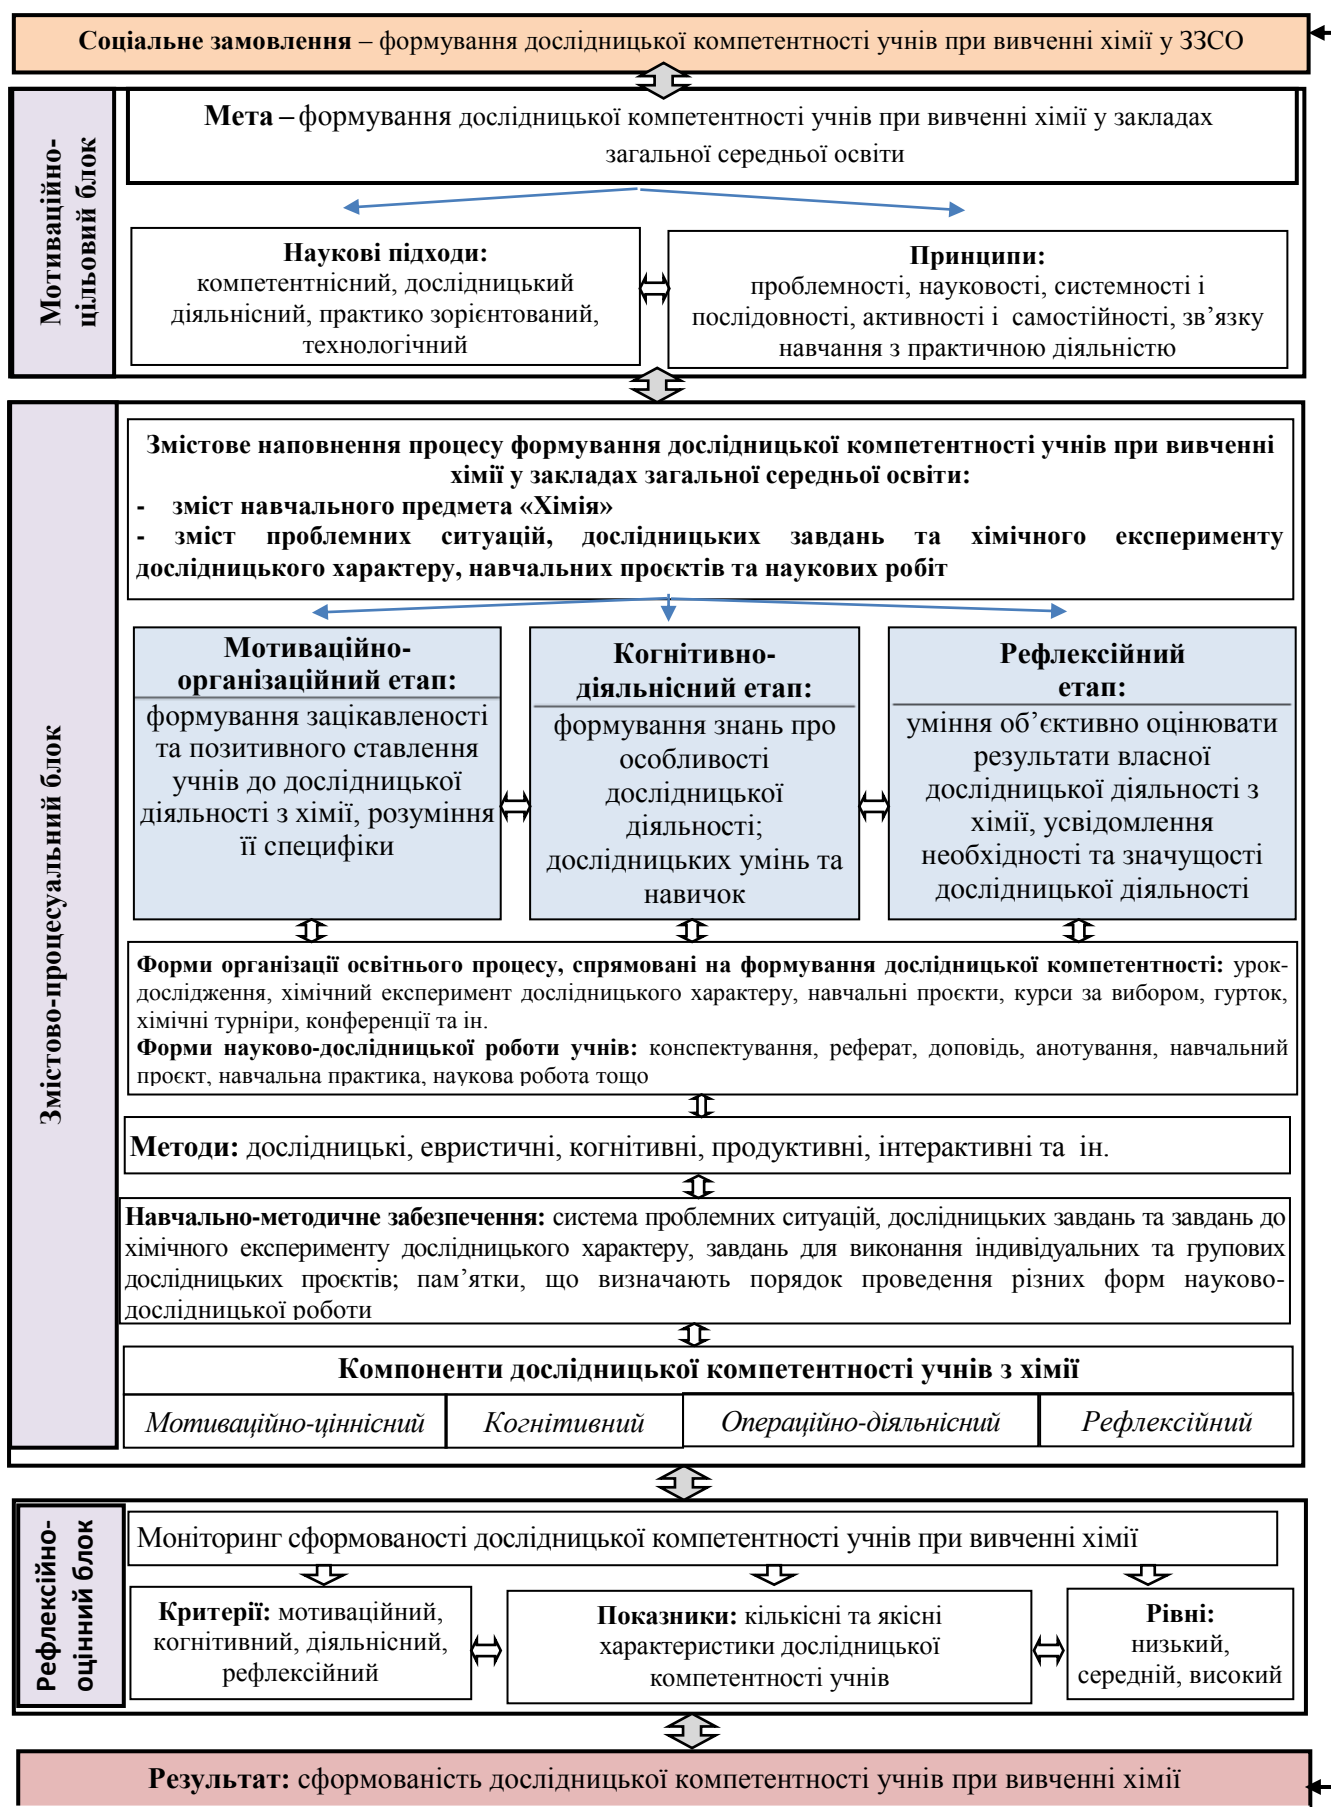 Соціальне замовлення – формування дослідницької компетентності учнів при вивченні хімії у ЗЗСО
Мотиваційно-
цільовий блок
Мета – формування дослідницької компетентності учнів при вивченні хімії у закладах
загальної середньої освіти
Наукові підходи:
компетентнісний, дослідницький
діяльнісний, практико зорієнтований,
технологічний
Принципи:
проблемності, науковості, системності і
послідовності, активності і самостійності, зв’язку
навчання з практичною діяльністю
Змістово-процесуальний блок
Змістове наповнення процесу формування дослідницької компетентності учнів при вивченні
хімії у закладах загальної середньої освіти:
- зміст навчального предмета «Хімія»
- зміст проблемних ситуацій, дослідницьких завдань та хімічного експерименту
дослідницького характеру, навчальних проєктів та наукових робіт
Мотиваційно-
організаційний етап:
формування зацікавленості
та позитивного ставлення
учнів до дослідницької
діяльності з хімії, розуміння
її специфіки
Когнітивно-
діяльнісний етап:
формування знань про
особливості
дослідницької
діяльності;
дослідницьких умінь та
навичок
Рефлексійний
етап:
уміння об’єктивно оцінювати
результати власної
дослідницької діяльності з
хімії, усвідомлення
необхідності та значущості
дослідницької діяльності
Форми організації освітнього процесу, спрямовані на формування дослідницької компетентності: урок-
дослідження, хімічний експеримент дослідницького характеру, навчальні проєкти, курси за вибором, гурток,
хімічні турніри, конференції та ін.
Форми науково-дослідницької роботи учнів: конспектування, реферат, доповідь, анотування, навчальний
проєкт, навчальна практика, наукова робота тощо
Методи: дослідницькі, евристичні, когнітивні, продуктивні, інтерактивні та ін.
Навчально-методичне забезпечення: система проблемних ситуацій, дослідницьких завдань та завдань до
хімічного експерименту дослідницького характеру, завдань для виконання індивідуальних та групових
дослідницьких проєктів; пам’ятки, що визначають порядок проведення різних форм науково-
дослідницької роботи
Компоненти дослідницької компетентності учнів з хімії
Мотиваційно-ціннісний
Когнітивний
Операційно-діяльнісний
Рефлексійний
Рефлексійно-
оцінний блок
Моніторинг сформованості дослідницької компетентності учнів при вивченні хімії
Критерії: мотиваційний,
когнітивний, діяльнісний,
рефлексійний
Показники: кількісні та якісні
характеристики дослідницької
компетентності учнів
Рівні:
низький,
середній, високий
Результат: сформованість дослідницької компетентності учнів при вивченні хімії